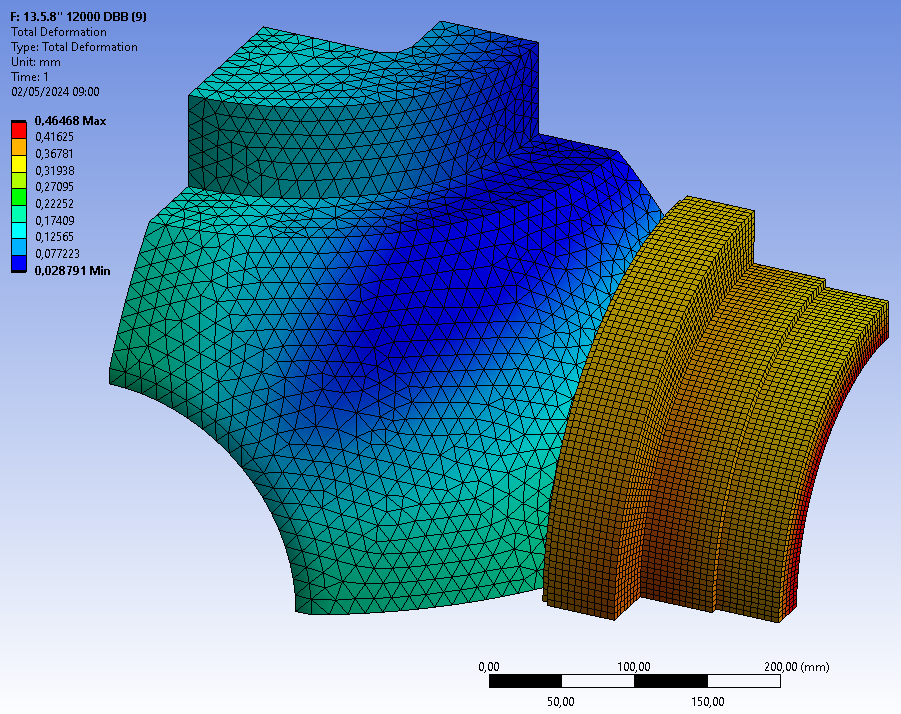 F: 13.5.8" 12000 DBB (9)
Total Deformation
Type: Total Deformation
Unit: mm
Time: 1
02/05/2024 09:00
0,46468 Max
0,41625
0,36781
0,31938
0,27095
0,22252
0,17409
0,12565
0,077223
0,028791 Min
0,00 100,00 200,00 (mm)
50,00 150,00